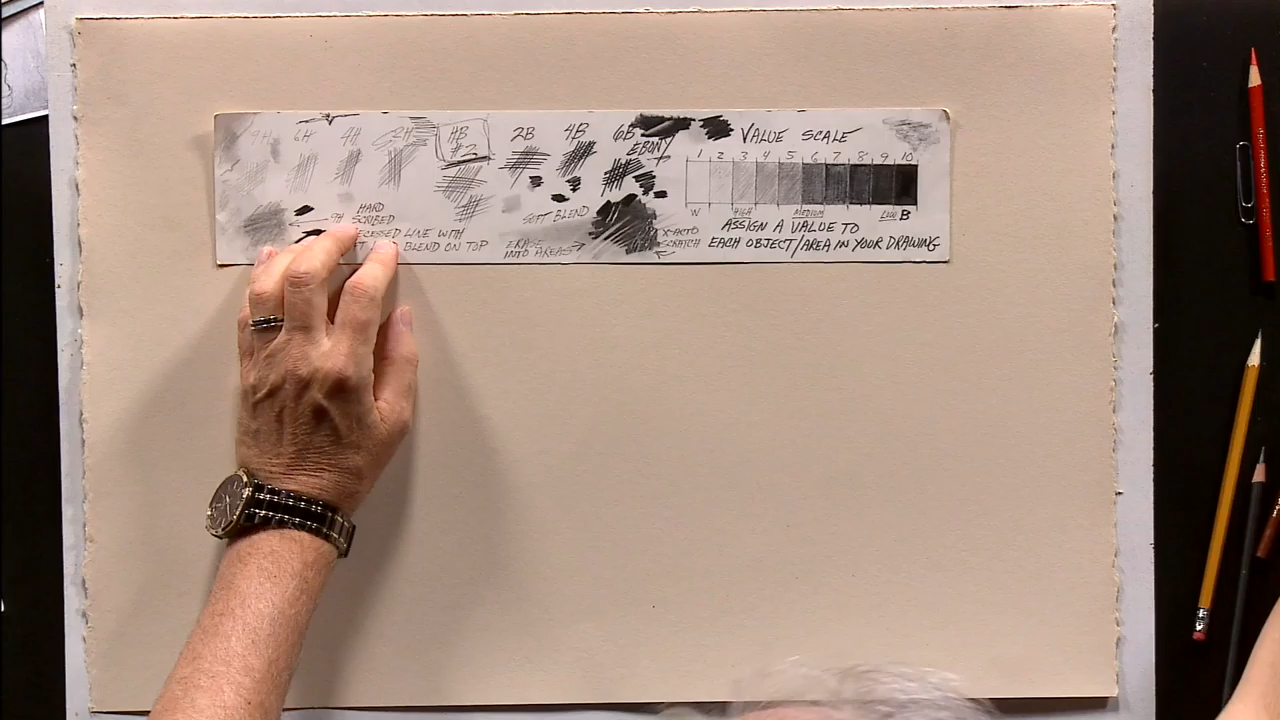 9H 6H 4H 2H HB 2B 4B 6B VALUE SCALE
#2 EBONY
1 2 3 4 5 6 7 8 9 10
W HIGH MEDIUM LOW B
HARD
9H SCRIBED
SOFT BLEND
ASSIGN A VALUE TO
LINE WITH
BLEND ON TOP
ERASE
INTO AREAS
X-ACTO
SCRATCH
EACH OBJECT/AREA IN YOUR DRAWING